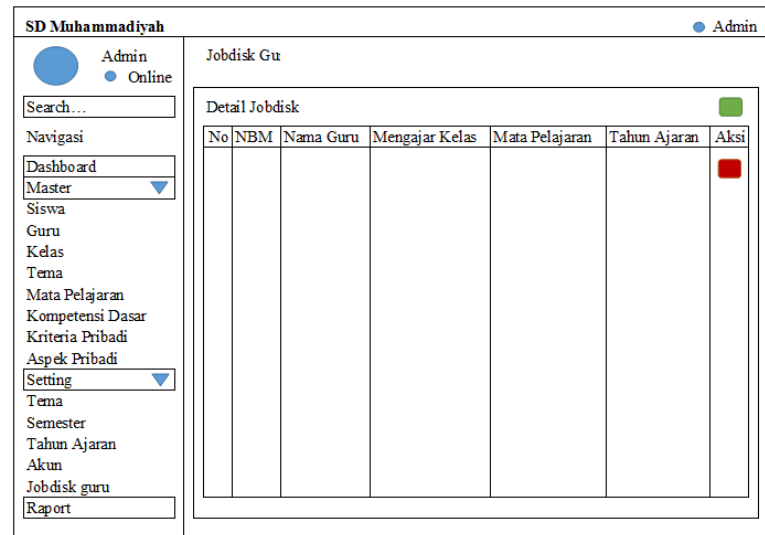 SD Muhammadiyah
Admin
Admin
Online
Search...
Navigasi
Dashboard
Master
Siswa
Guru
Kelas
Tema
Mata Pelajaran
Kompetensi Dasar
Kriteria Pribadi
Aspek Pribadi
Setting
Tema
Semester
Tahun Ajaran
Akun
Jobdisk guru
Raport
Jobdisk Gu
Detail Jobdisk
No NBM Nama Guru Mengajar Kelas Mata Pelajaran Tahun Ajaran Aksi